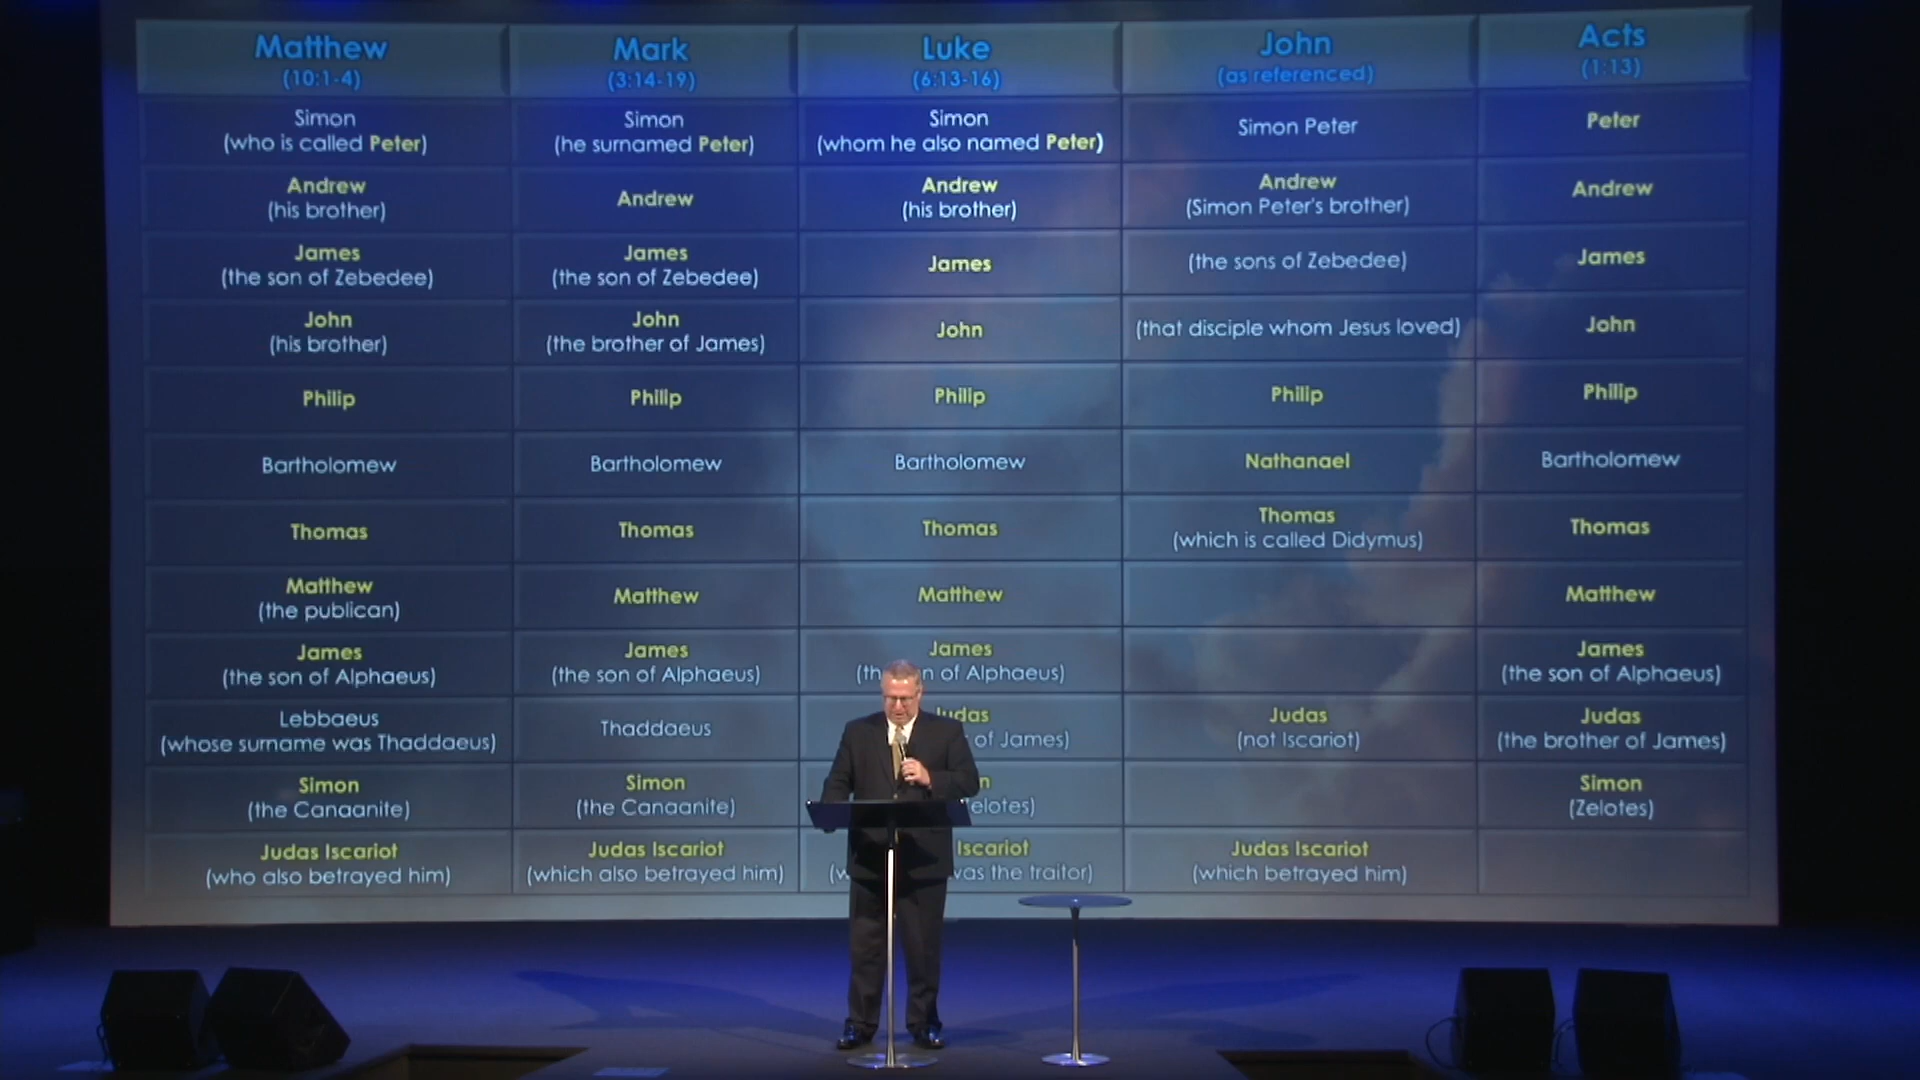 Matthew
(10:1-4)
Mark
(3:14-19)
Luke
(6:13-16)
John
(as referenced)
Acts
(1:13)
Simon
(who is called Peter)
Simon
(he surnamed Peter)
Simon
(whom he also named Peter)
Simon Peter
Peter
Andrew
(his brother)
Andrew
Andrew
(his brother)
Andrew
(Simon Peter's brother)
Andrew
James
(the son of Zebedee)
James
(the son of Zebedee)
James
(the sons of Zebedee)
James
John
(his brother)
John
(the brother of James)
John
(that disciple whom Jesus loved)
John
Philip
Philip
Philip
Philip
Philip
Bartholomew
Bartholomew
Bartholomew
Nathanael
Bartholomew
Thomas
Thomas
Thomas
Thomas
(which is called Didymus)
Thomas
Matthew
(the publican)
Matthew
Matthew
Matthew
James
(the son of Alphaeus)
James
(the son of Alphaeus)
James
of Alphaeus)
James
(the son of Alphaeus)
Lebbaeus
(whose surname was Thaddaeus)
Thaddaeus
Judas
of James)
Judas
(not Iscariot)
Judas
(the brother of James)
Simon
(the Canaanite)
Simon
(the Canaanite)
Simon
(Zelotes)
Judas Iscariot
(who also betrayed him)
Judas Iscariot
(which also betrayed him)
Iscariot
was the traitor)
Judas Iscariot
(which betrayed him)